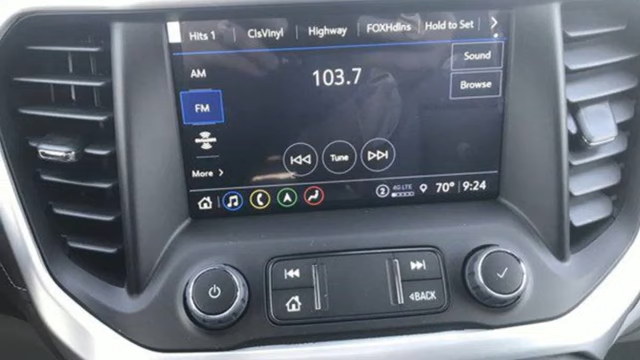 Hits 1 ClsVinyl Highway FOXHdlns Hold to Set
AM 103.7 Sound
FM Browse
Tune
More
2 4G LTE 70° 9:24
BACK